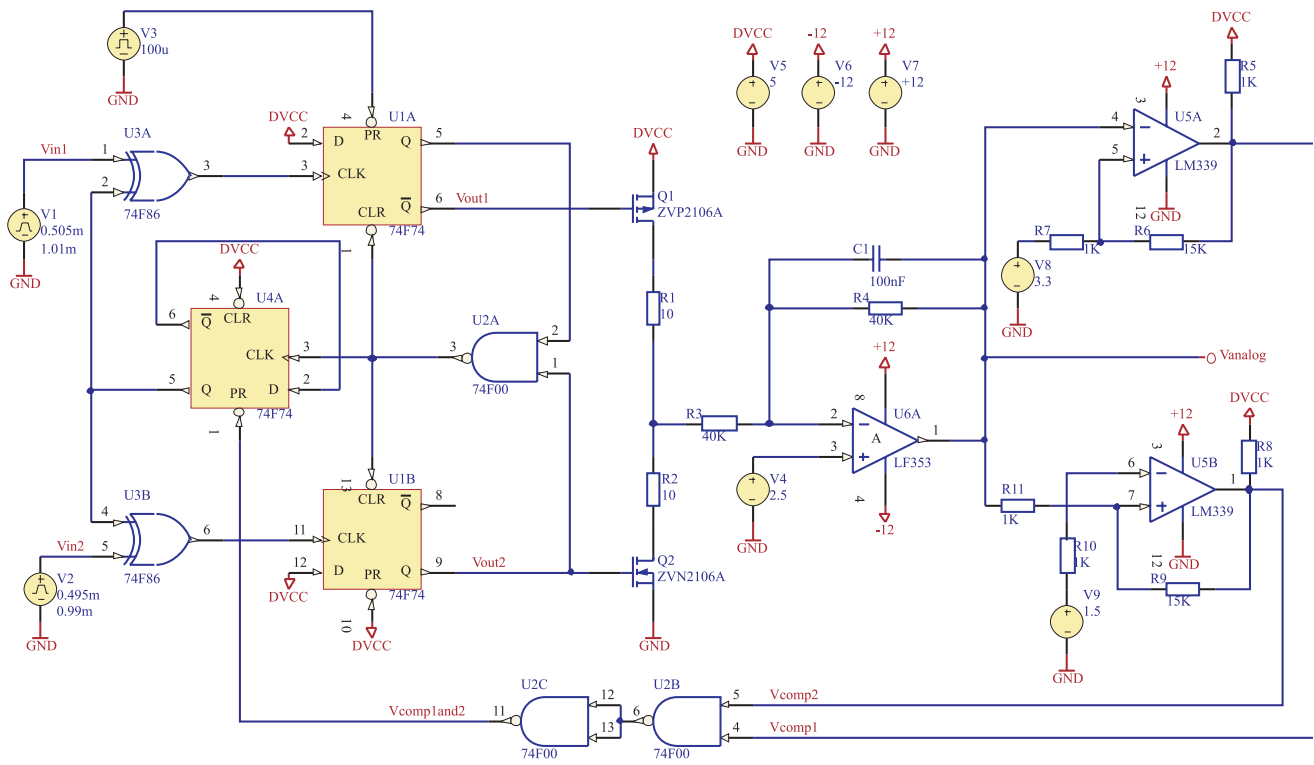 V3
100u
GND
DVCC
2
D
4
PR
U1A
Q
5
CLK
3
Q
6
CLR
74F74
1
Vout1
U3A
Vin1
1
2
3
74F86
V1
0.505m
1.01m
GND
DVCC
4
U4A
6
Q
CLR
CLK
3
5
Q
PR
D
2
74F74
1
U2A
3
2
1
74F00
U3B
4
5
6
74F86
Vin2
V2
0.495m
0.99m
GND
13
U1B
CLR
Q
8
11
CLK
12
D
PR
Q
9
74F74
DVCC
10
DVCC
Vout2
DVCC
Q1
ZVP2106A
R1
10
R2
10
Q2
ZVN2106A
GND
R3
40K
V4
2.5
GND
DVCC
V5
5
GND
-12
V6
-12
GND
+12
V7
+12
GND
C1
100nF
R4
40K
+12
8
U6A
2
A
1
3
LF353
4
-12
DVCC
R5
1K
+12
3
U5A
4
2
5
LM339
12
GND
R7
1K
R6
15K
V8
3.3
GND
Vanalog
DVCC
R8
1K
+12
3
U5B
6
1
7
LM339
12
GND
R11
1K
R10
1K
R9
15K
V9
1.5
GND
U2C
12
11
13
74F00
Vcomp1and2
U2B
5
6
4
74F00
Vcomp2
Vcomp1